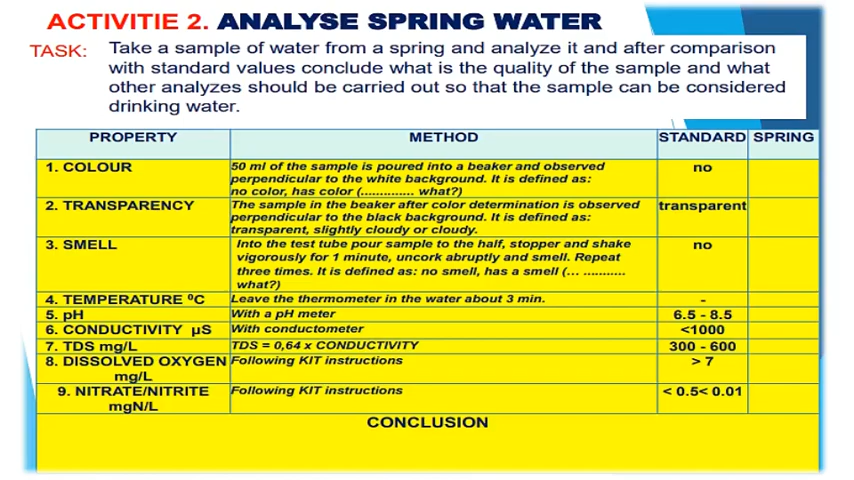 ACTIVITIE 2. ANALYSE SPRING WATER
TASK: Take a sample of water from a spring and analyze it and after comparison
with standard values conclude what is the quality of the sample and what
other analyzes should be carried out so that the sample can be considered
drinking water.
PROPERTY METHOD STANDARD SPRING
1. COLOUR 50 ml of the sample is poured into a beaker and observed
perpendicular to the white background. It is defined as:
no color, has color (.............. what?) no
2. TRANSPARENCY The sample in the beaker after color determination is observed
perpendicular to the black background. It is defined as:
transparent, slightly cloudy or cloudy. transparent
3. SMELL Into the test tube pour sample to the half, stopper and shake
vigorously for 1 minute, uncork abruptly and smell. Repeat
three times. It is defined as: no smell, has a smell (... ...........
what?) no
4. TEMPERATURE ⁰C Leave the thermometer in the water about 3 min. -
5. pH With a pH meter 6.5 - 8.5
6. CONDUCTIVITY µS With conductometer <1000
7. TDS mg/L TDS = 0,64 x CONDUCTIVITY 300 - 600
8. DISSOLVED OXYGEN Following KIT instructions > 7
mg/L
9. NITRATE/NITRITE Following KIT instructions < 0.5< 0.01
mgN/L
CONCLUSION